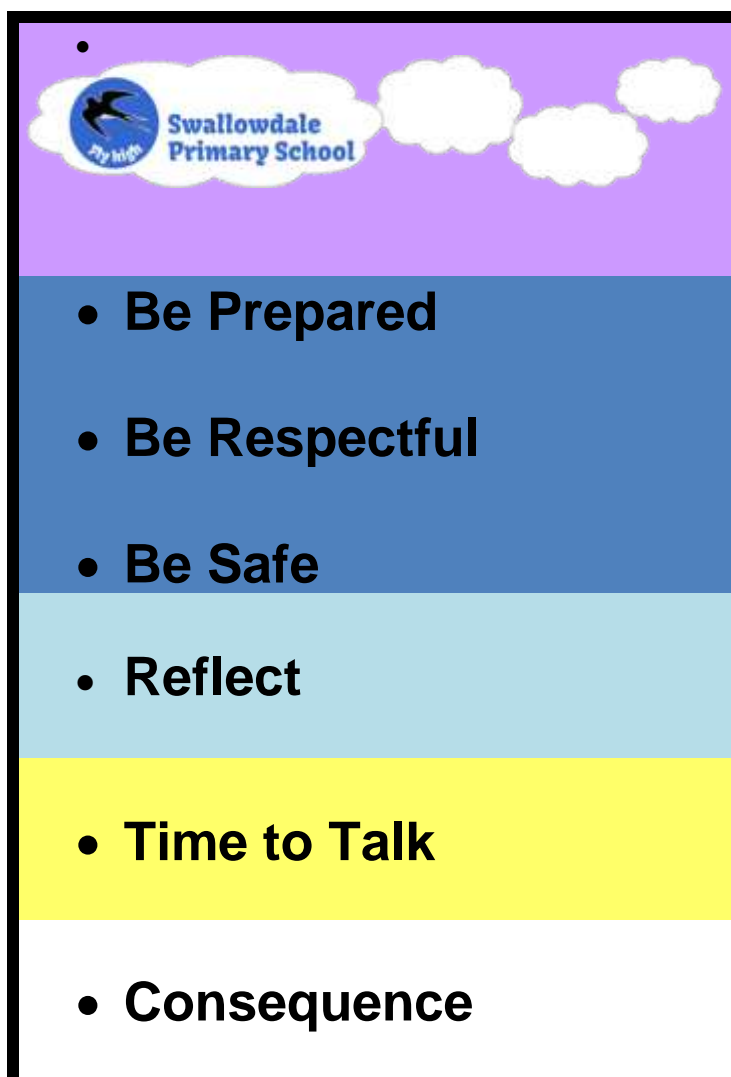 •
Fly high
Swallowdale
Primary School
• Be Prepared
• Be Respectful
• Be Safe
• Reflect
• Time to Talk
• Consequence